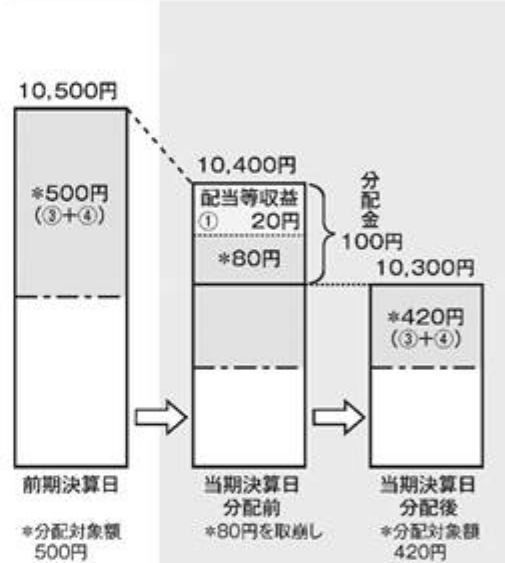 10,500円
*500円
(③+④)
前期決算日
*分配対象額
500円
10,400円
配当等収益
① 20円
*80円
分配金
100円
当期決算日
分配前
*80円を取崩し
10,300円
*420円
(③+④)
当期決算日
分配後
*分配対象額
420円